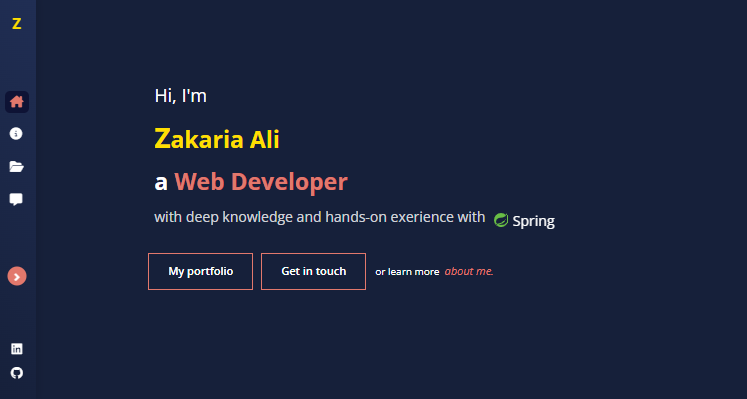 Z
Hi, I'm
Zakaria Ali
a Web Developer
with deep knowledge and hands-on exerience with Spring
My portfolio
Get in touch
or learn more about me.